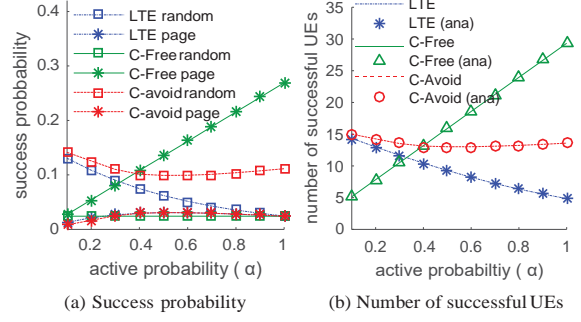 0.4
0.3
0.2
0.1
0
0.2
0.4
0.6
0.8
1
success probbability
active probability ( α)
LTE random
LTE page
C-Free random
C-Free page
C-avoid random
C-avoid page
(a) Success probability
35
30
25
20
15
10
5
0
0.2
0.4
0.6
0.8
1
number of successful UEs
active probabiltiy (α)
LTE
LTE (ana)
C-Free
C-Free (ana)
C-Avoid
C-Avoid (ana)
(b) Number of successful UEs